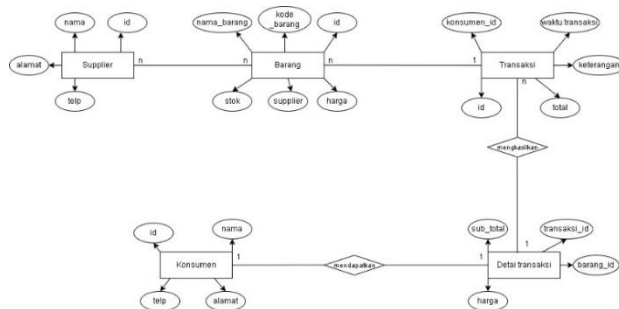 nama
id
alamat
Supplier
telp
n
n
nama_barang
kode
_barang
id
Barang
stok
supplier
harga
n
1
konsumen_id
waktu transaksi
Transaksi
keterangan
id
total
n
mengkasilkan
1
id
nama
Konsumen
telp
alamat
1
mendapatkan
1
sub_total
transaksi_id
Detai transaksi
barang_id
harga